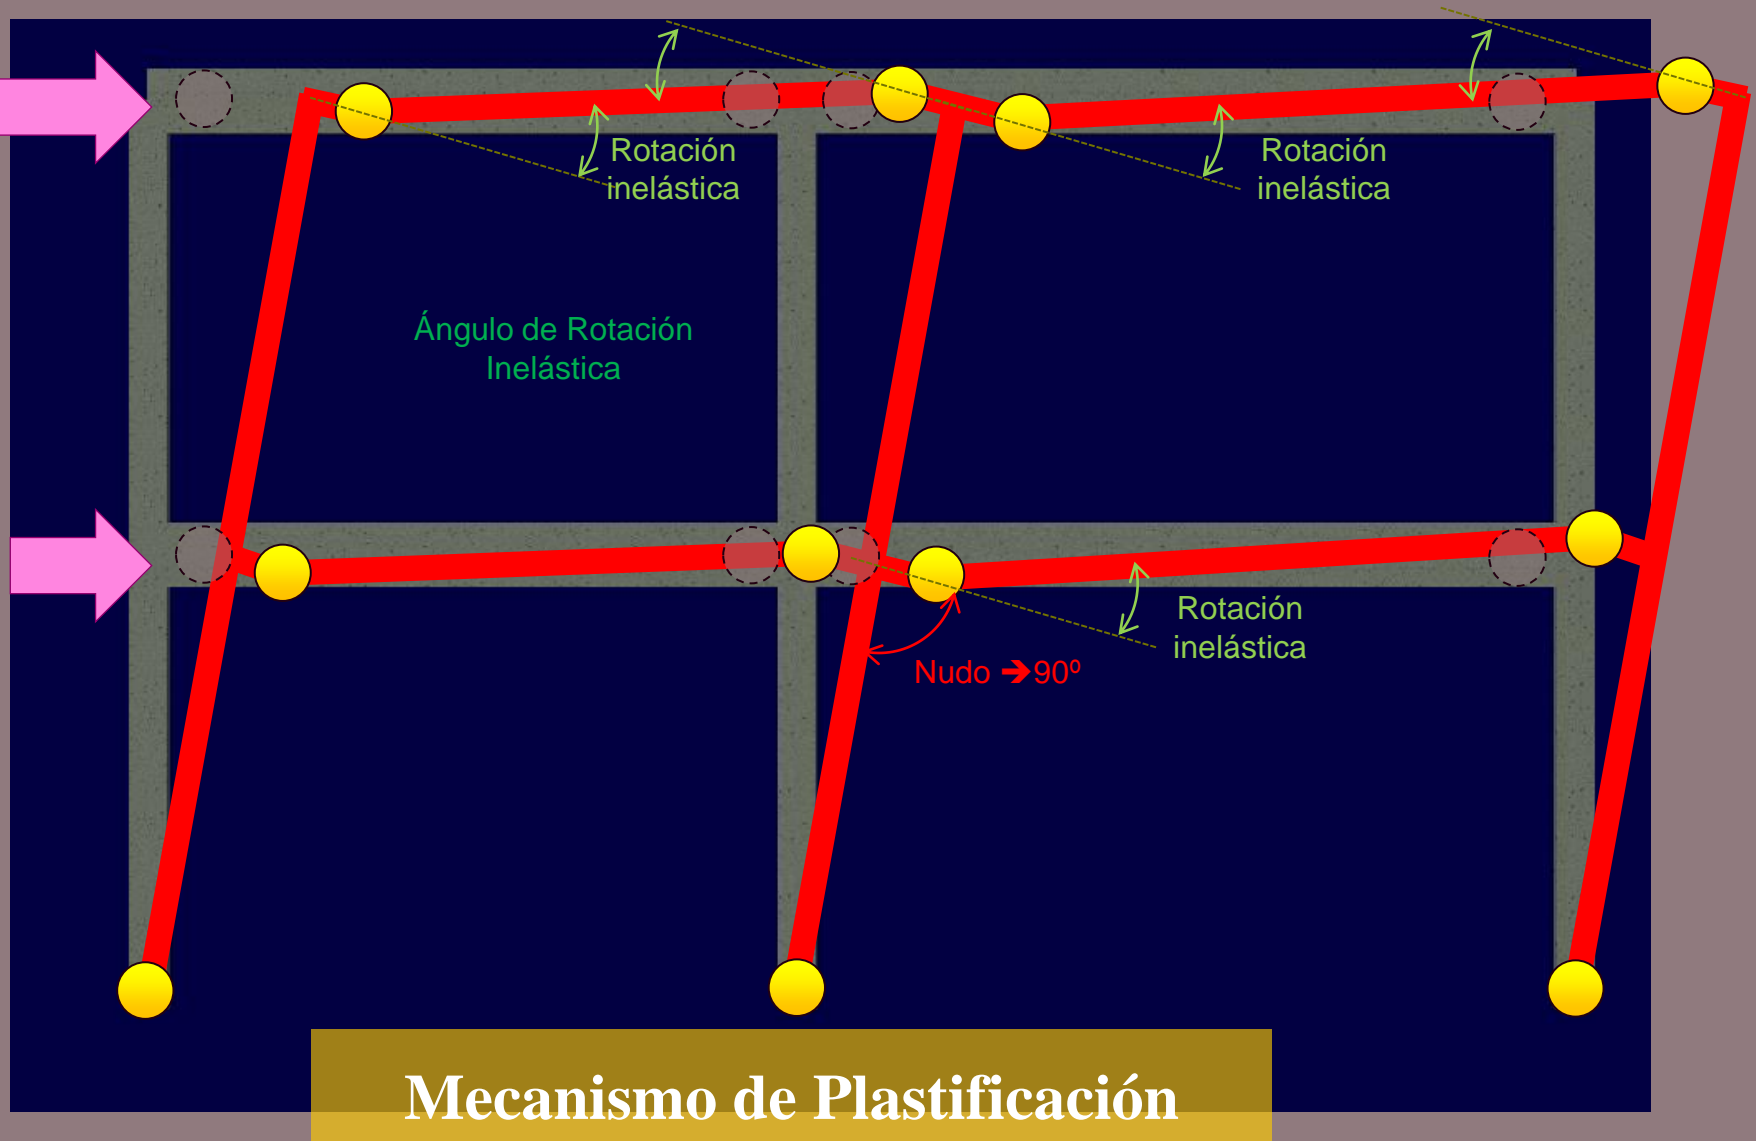 Rotación
inelástica
Rotación
inelástica
Ángulo de Rotación
Inelástica
Rotación
inelástica
Nudo ➔90º
Mecanismo de Plastificación